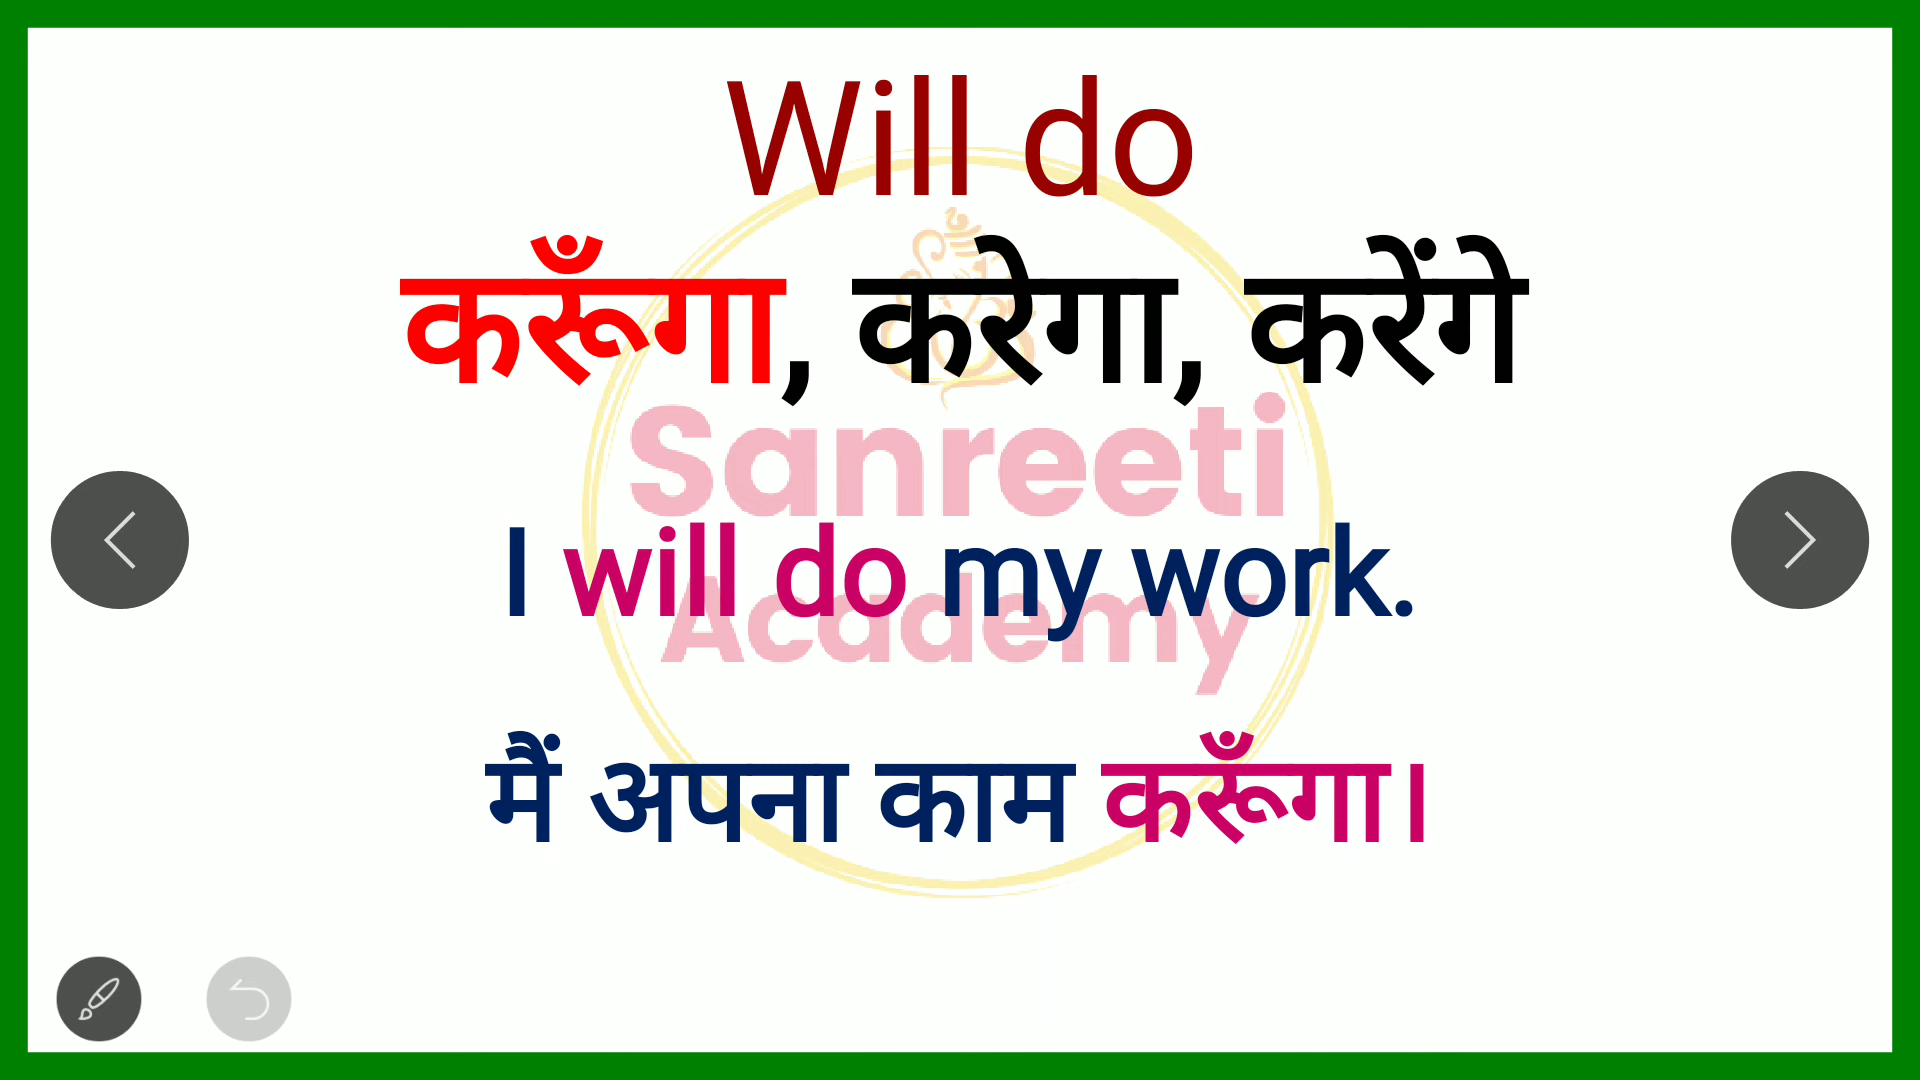 Will do
करूँगा, करेगा, करेंगे
Sanreeti
I will do my work.
Academy
मैं अपना काम करूँगा।